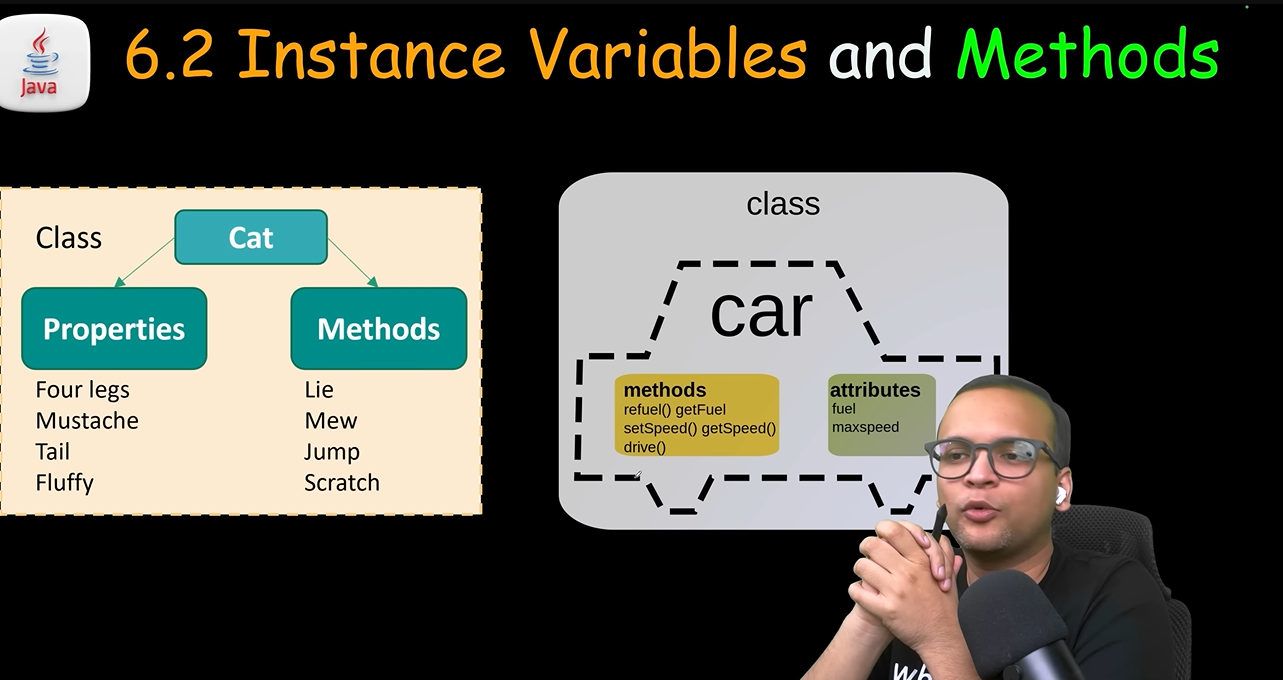 Java
6.2 Instance Variables and Methods
Class
Cat
Properties
Methods
Four legs
Mustache
Tail
Fluffy
Lie
Mew
Jump
Scratch
class
car
methods
refuel() getFuel
setSpeed() getSpeed()
drive()
attributes
fuel
maxspeed